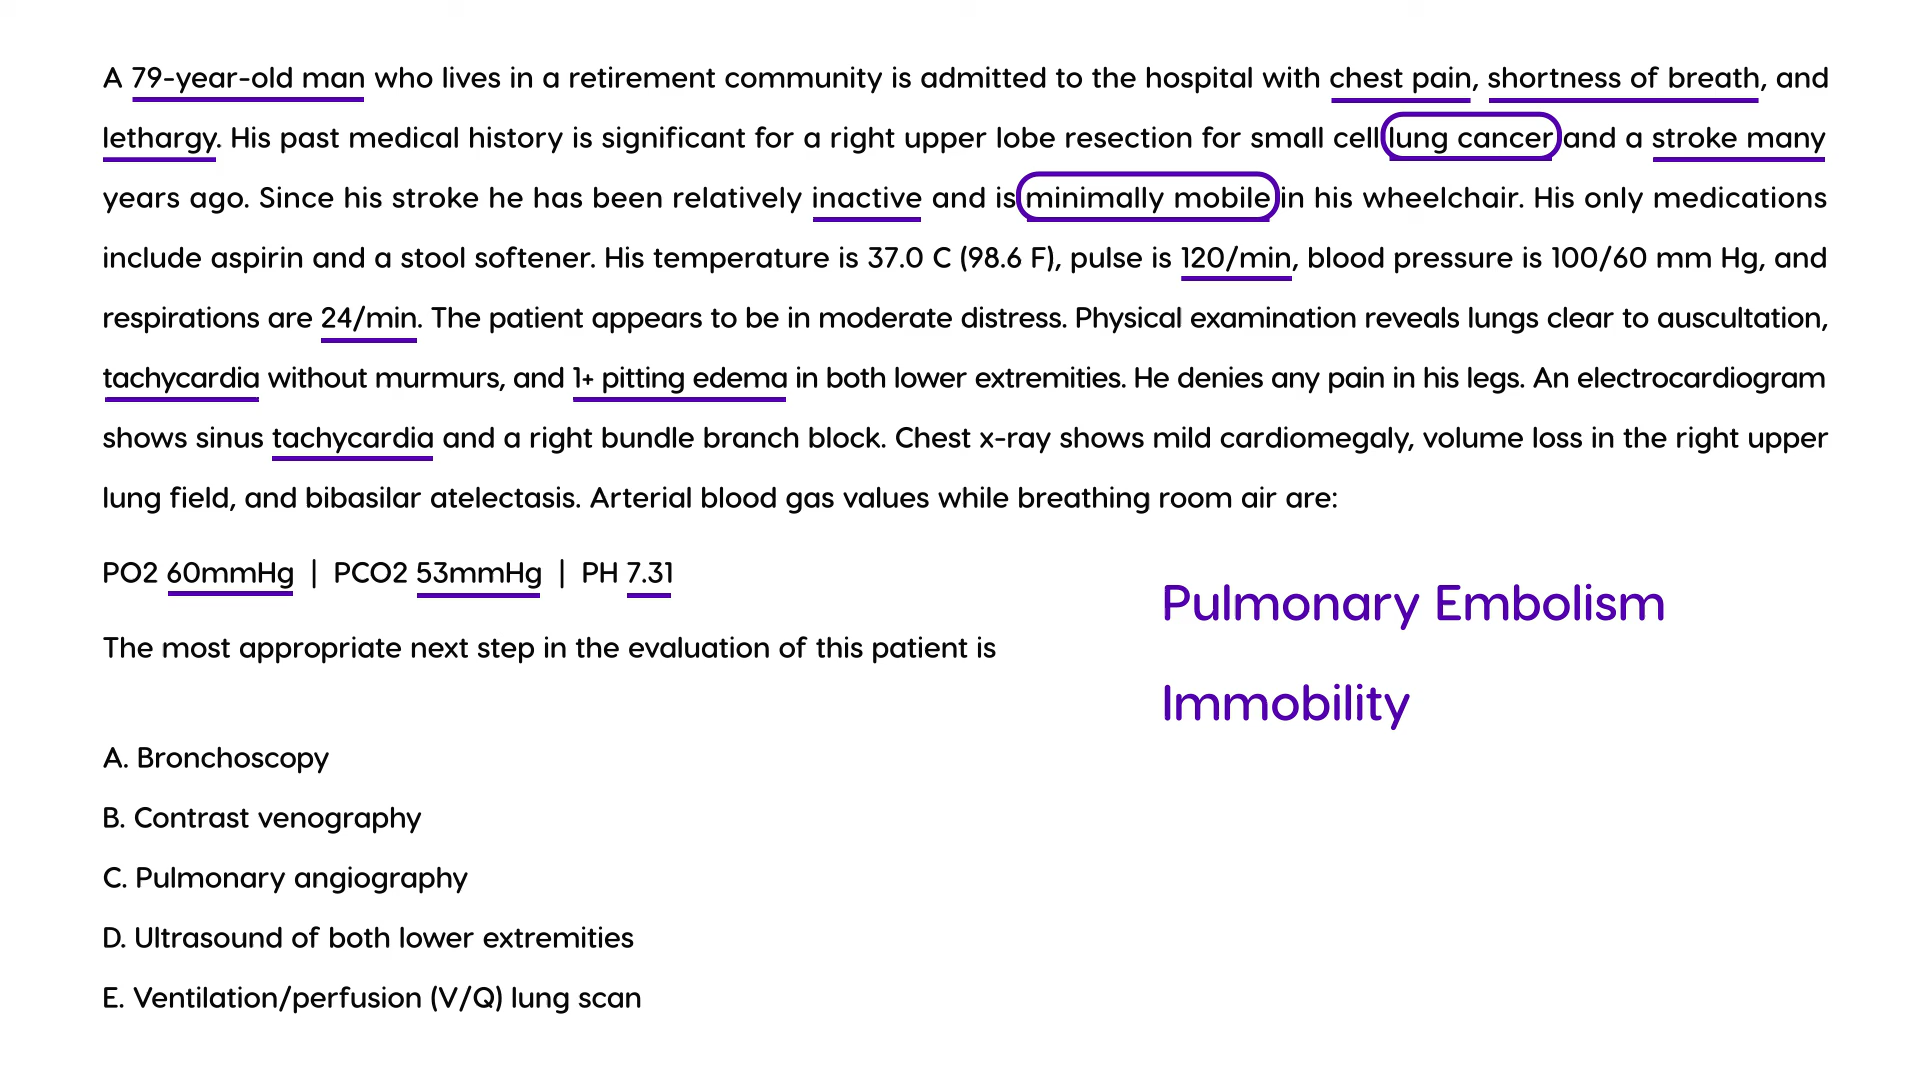 A 79-year-old man who lives in a retirement community is admitted to the hospital with chest pain, shortness of breath, and
lethargy. His past medical history is significant for a right upper lobe resection for small cell lung cancer and a stroke many
years ago. Since his stroke he has been relatively inactive and is minimally mobile in his wheelchair. His only medications
include aspirin and a stool softener. His temperature is 37.0 C (98.6 F), pulse is 120/min, blood pressure is 100/60 mm Hg, and
respirations are 24/min. The patient appears to be in moderate distress. Physical examination reveals lungs clear to auscultation,
tachycardia without murmurs, and 1+ pitting edema in both lower extremities. He denies any pain in his legs. An electrocardiogram
shows sinus tachycardia and a right bundle branch block. Chest x-ray shows mild cardiomegaly, volume loss in the right upper
lung field, and bibasilar atelectasis. Arterial blood gas values while breathing room air are:
PO2 60mmHg | PCO2 53mmHg | PH 7.31
The most appropriate next step in the evaluation of this patient is
Pulmonary Embolism
Immobility
A. Bronchoscopy
B. Contrast venography
C. Pulmonary angiography
D. Ultrasound of both lower extremities
E. Ventilation/perfusion (V/Q) lung scan